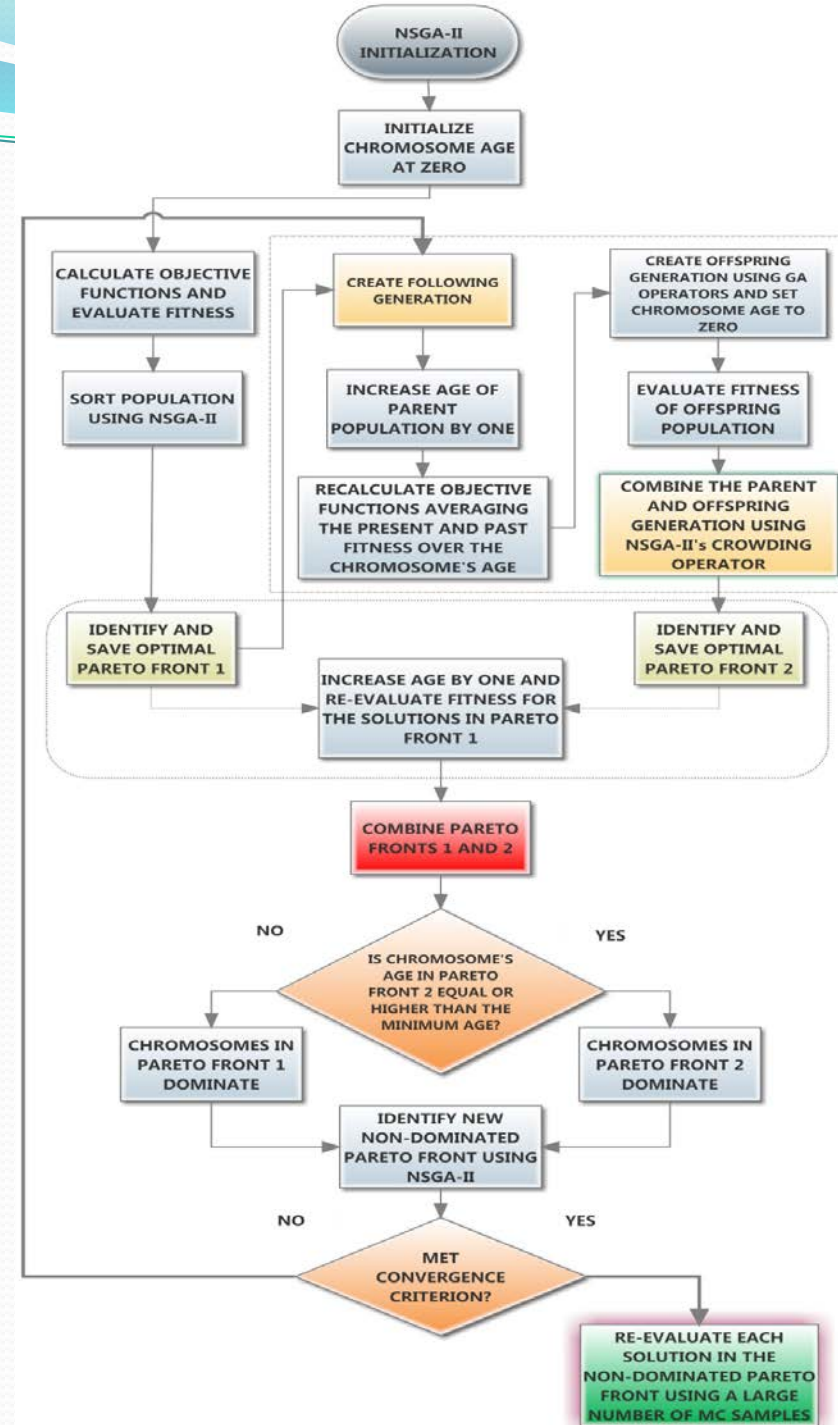 NSGA-II
INITIALIZATION
INITIALIZE
CHROMOSOME AGE
AT ZERO
CALCULATE OBJECTIVE
FUNCTIONS AND
EVALUATE FITNESS
SORT POPULATION
USING NSGA-II
IDENTIFY AND
SAVE OPTIMAL
PARETO FRONT 1
CREATE FOLLOWING
GENERATION
INCREASE AGE OF
PARENT
POPULATION BY ONE
RECALCULATE OBJECTIVE
FUNCTIONS AVERAGING
THE PRESENT AND PAST
FITNESS OVER THE
CHROMOSOME'S AGE
CREATE OFFSPRING
GENERATION USING GA
OPERATORS AND SET
CHROMOSOME AGE TO
ZERO
EVALUATE FITNESS
OF OFFSPRING
POPULATION
COMBINE THE PARENT
AND OFFSPRING
GENERATION USING
NSGA-II's CROWDING
OPERATOR
IDENTIFY AND
SAVE OPTIMAL
PARETO FRONT 2
INCREASE AGE BY ONE AND
RE-EVALUATE FITNESS FOR
THE SOLUTIONS IN PARETO
FRONT 1
COMBINE PARETO
FRONTS 1 AND 2
IS CHROMOSOME'S
AGE IN PARETO
FRONT 2 EQUAL OR
HIGHER THAN THE
MINIMUM AGE?
NO
YES
CHROMOSOMES IN
PARETO FRONT 1
DOMINATE
CHROMOSOMES IN
PARETO FRONT 2
DOMINATE
IDENTIFY NEW
NON-DOMINATED
PARETO FRONT USING
NSGA-II
NO
YES
MET
CONVERGENCE
CRITERION?
RE-EVALUATE EACH
SOLUTION IN THE
NON-DOMINATED PARETO
FRONT USING A LARGE
NUMBER OF MC SAMPLES